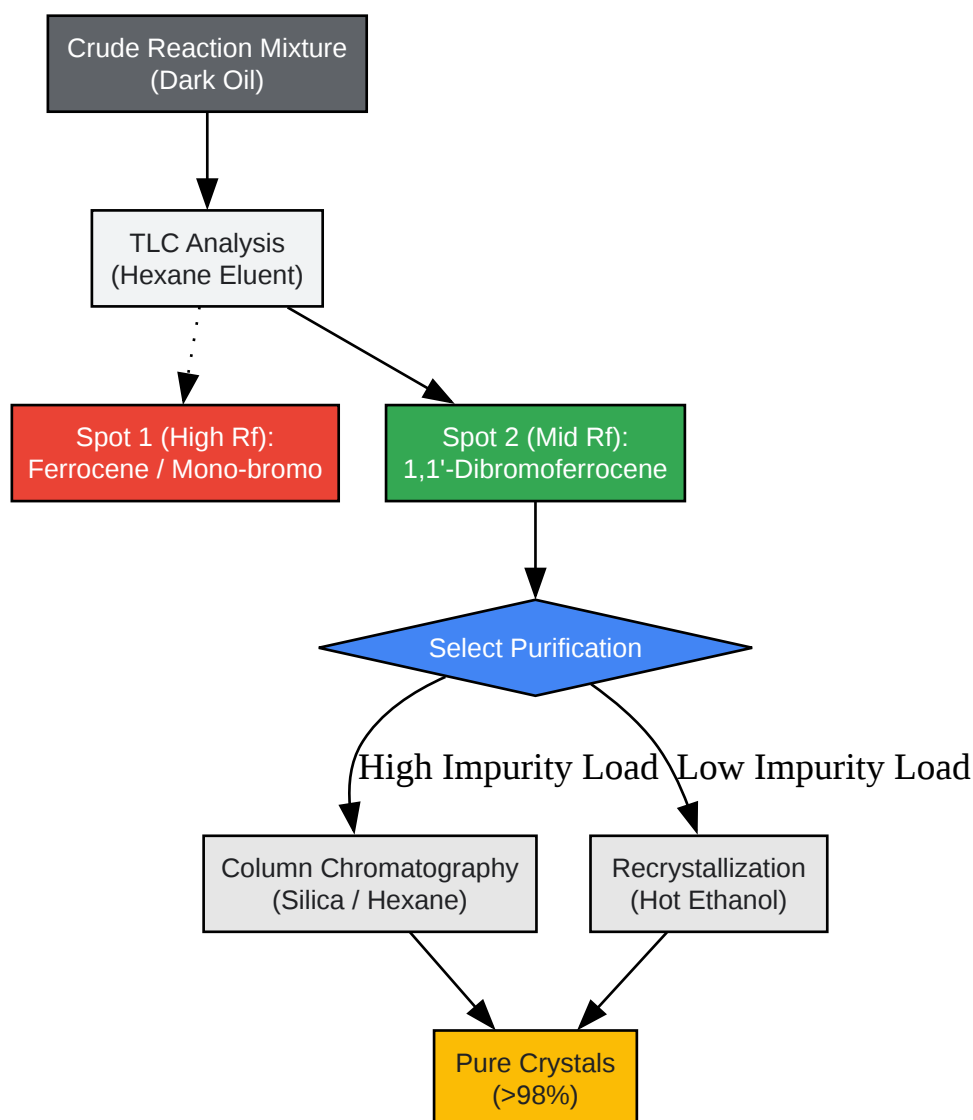 Crude Reaction Mixture
(Dark Oil)
TLC Analysis
(Hexane Eluent)
Spot 1 (High Rf):
Ferrocene / Mono-bromo
Spot 2 (Mid Rf):
1,1'-Dibromoferrocene
Select Purification
High Impurity Load
Low Impurity Load
Column Chromatography
(Silica / Hexane)
Recrystallization
(Hot Ethanol)
Pure Crystals
(>98%)